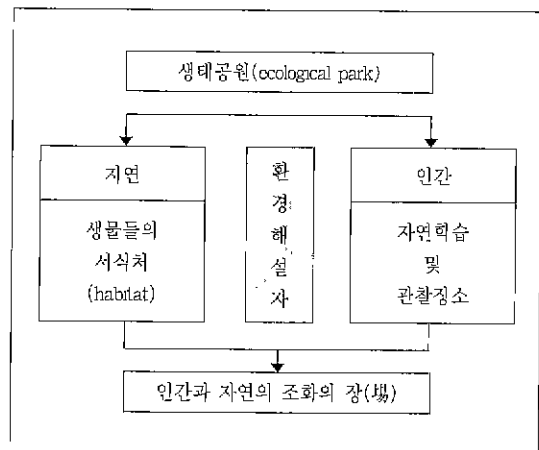 생태공원(ecological park)
자연
생물들의
서식처
(habitat)
환
경
해
설
자
인간
자연학습
및
관찰장소
인간과 자연의 조화의 장(場)